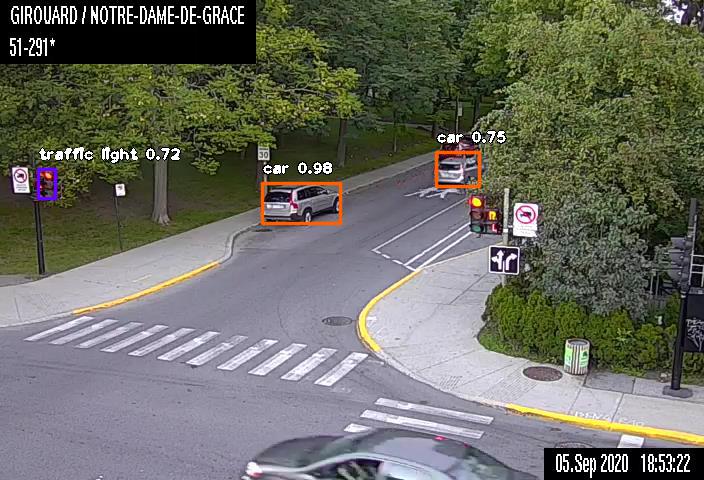 GIROUARD / NOTRE-DAME-DE-GRACE
51-291*
traffic light 0.72
car 0.98
car 0.75
30
05.Sep 2020 18:53:22